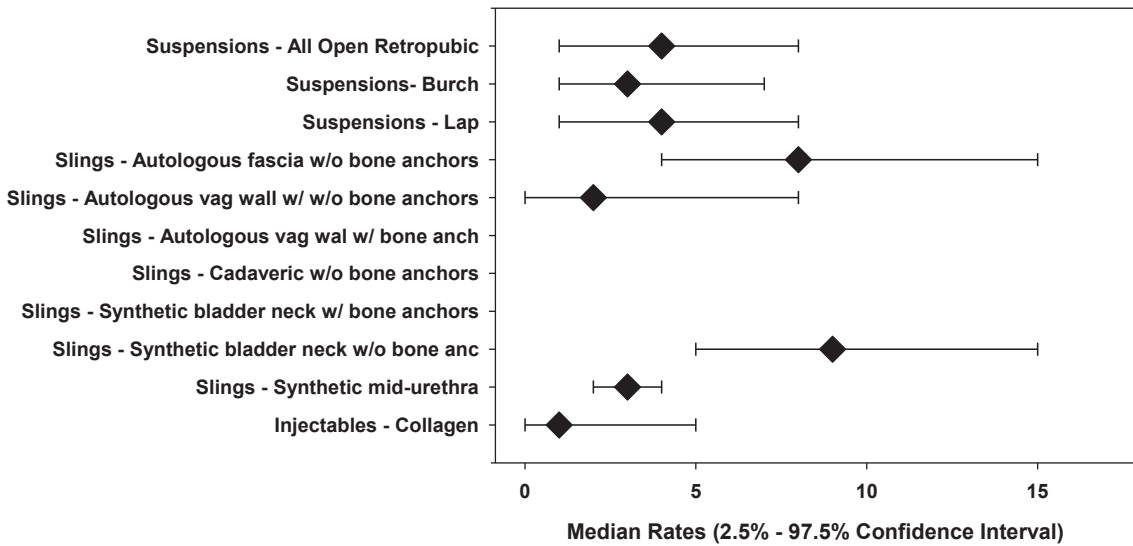 Suspensions - All Open Retropubic
Suspensions- Burch
Suspensions - Lap
Slings - Autologous fascia w/o bone anchors
Slings - Autologous vag wall w/ w/o bone anchors
Slings - Autologous vag wal w/ bone anch
Slings - Cadaveric w/o bone anchors
Slings - Synthetic bladder neck w/ bone anchors
Slings - Synthetic bladder neck w/o bone anc
Slings - Synthetic mid-urethra
Injectables - Collagen
0 5 10 15
Median Rates (2.5% - 97.5% Confidence Interval)